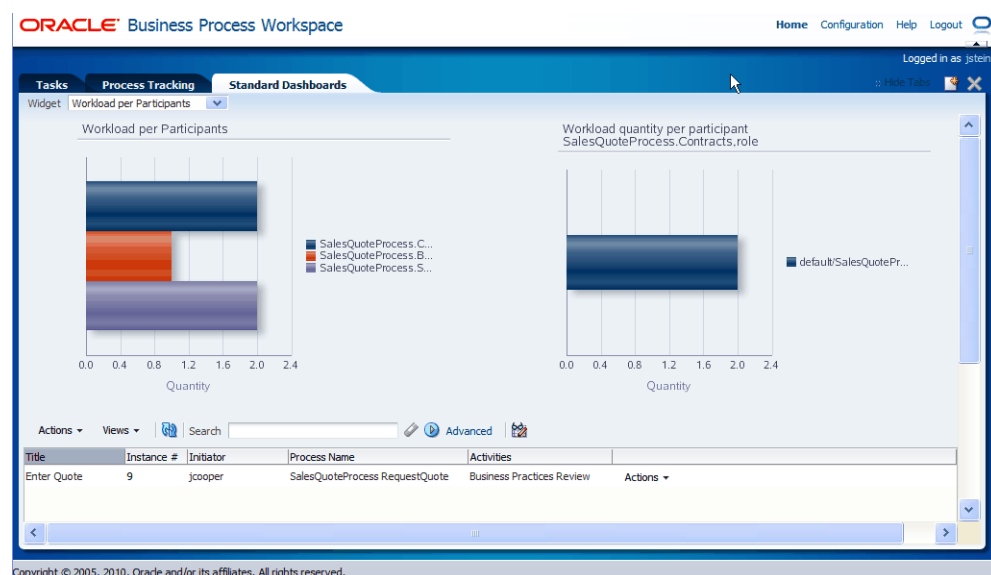 ORACLE Business Process Workspace
Home Configuration Help Logout
Logged in as jstein
Tasks Process Tracking Standard Dashboards
:: Hide Tabs
Widget Workload per Participants
Workload per Participants
SalesQuoteProcess.C...
SalesQuoteProcess.B...
SalesQuoteProcess.S...
0.0 0.4 0.8 1.2 1.6 2.0 2.4
Quantity
Workload quantity per participant
SalesQuoteProcess.Contracts,role
default/SalesQuotePr...
0.0 0.4 0.8 1.2 1.6 2.0 2.4
Quantity
Actions Views Search Advanced
Title Instance # Initiator Process Name Activities
Enter Quote 9 jcooper SalesQuoteProcess RequestQuote Business Practices Review Actions
Copyright © 2005, 2010, Oracle and/or its affiliates. All rights reserved.